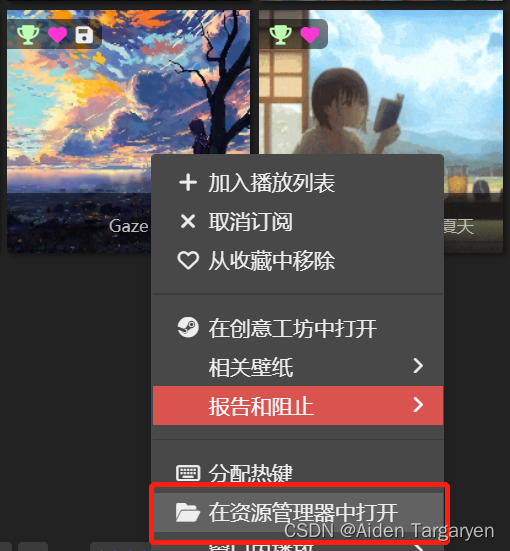 Gaze
夏天
加入播放列表
取消订阅
从收藏中移除
在创意工坊中打开
相关壁纸
报告和阻止
分配热键
在资源管理器中打开
CSDN @Aiden Targaryen